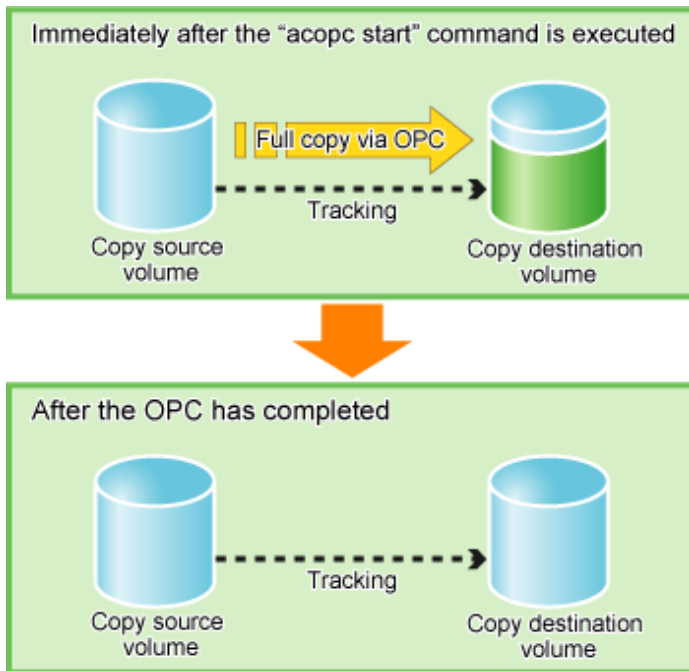 Immediately after the “acopc start” command is executed
Full copy via OPC
Tracking
Copy source
volume
Copy destination
volume
After the OPC has completed
Tracking
Copy source
volume
Copy destination
volume